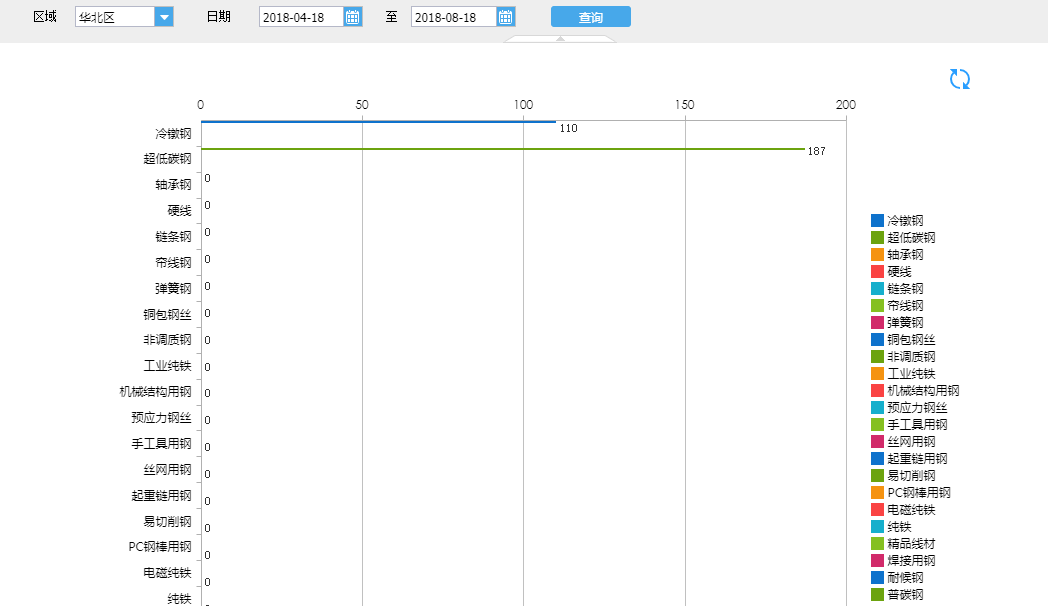 区域 华北区 日期 2018-04-18 至 2018-08-18 查询
0 50 100 150 200
冷镦钢 110
超低碳钢 187
轴承钢 0
硬线 0
链条钢 0
帘线钢 0
弹簧钢 0
铜包钢丝 0
非调质钢 0
工业纯铁 0
机械结构用钢 0
预应力钢丝 0
手工具用钢 0
丝网用钢 0
起重链用钢 0
易切削钢 0
PC钢棒用钢 0
电磁纯铁 0
纯铁
冷镦钢
超低碳钢
轴承钢
硬线
链条钢
帘线钢
弹簧钢
铜包钢丝
非调质钢
工业纯铁
机械结构用钢
预应力钢丝
手工具用钢
丝网用钢
起重链用钢
易切削钢
PC钢棒用钢
电磁纯铁
纯铁
精品线材
焊接用钢
耐候钢
普碳钢